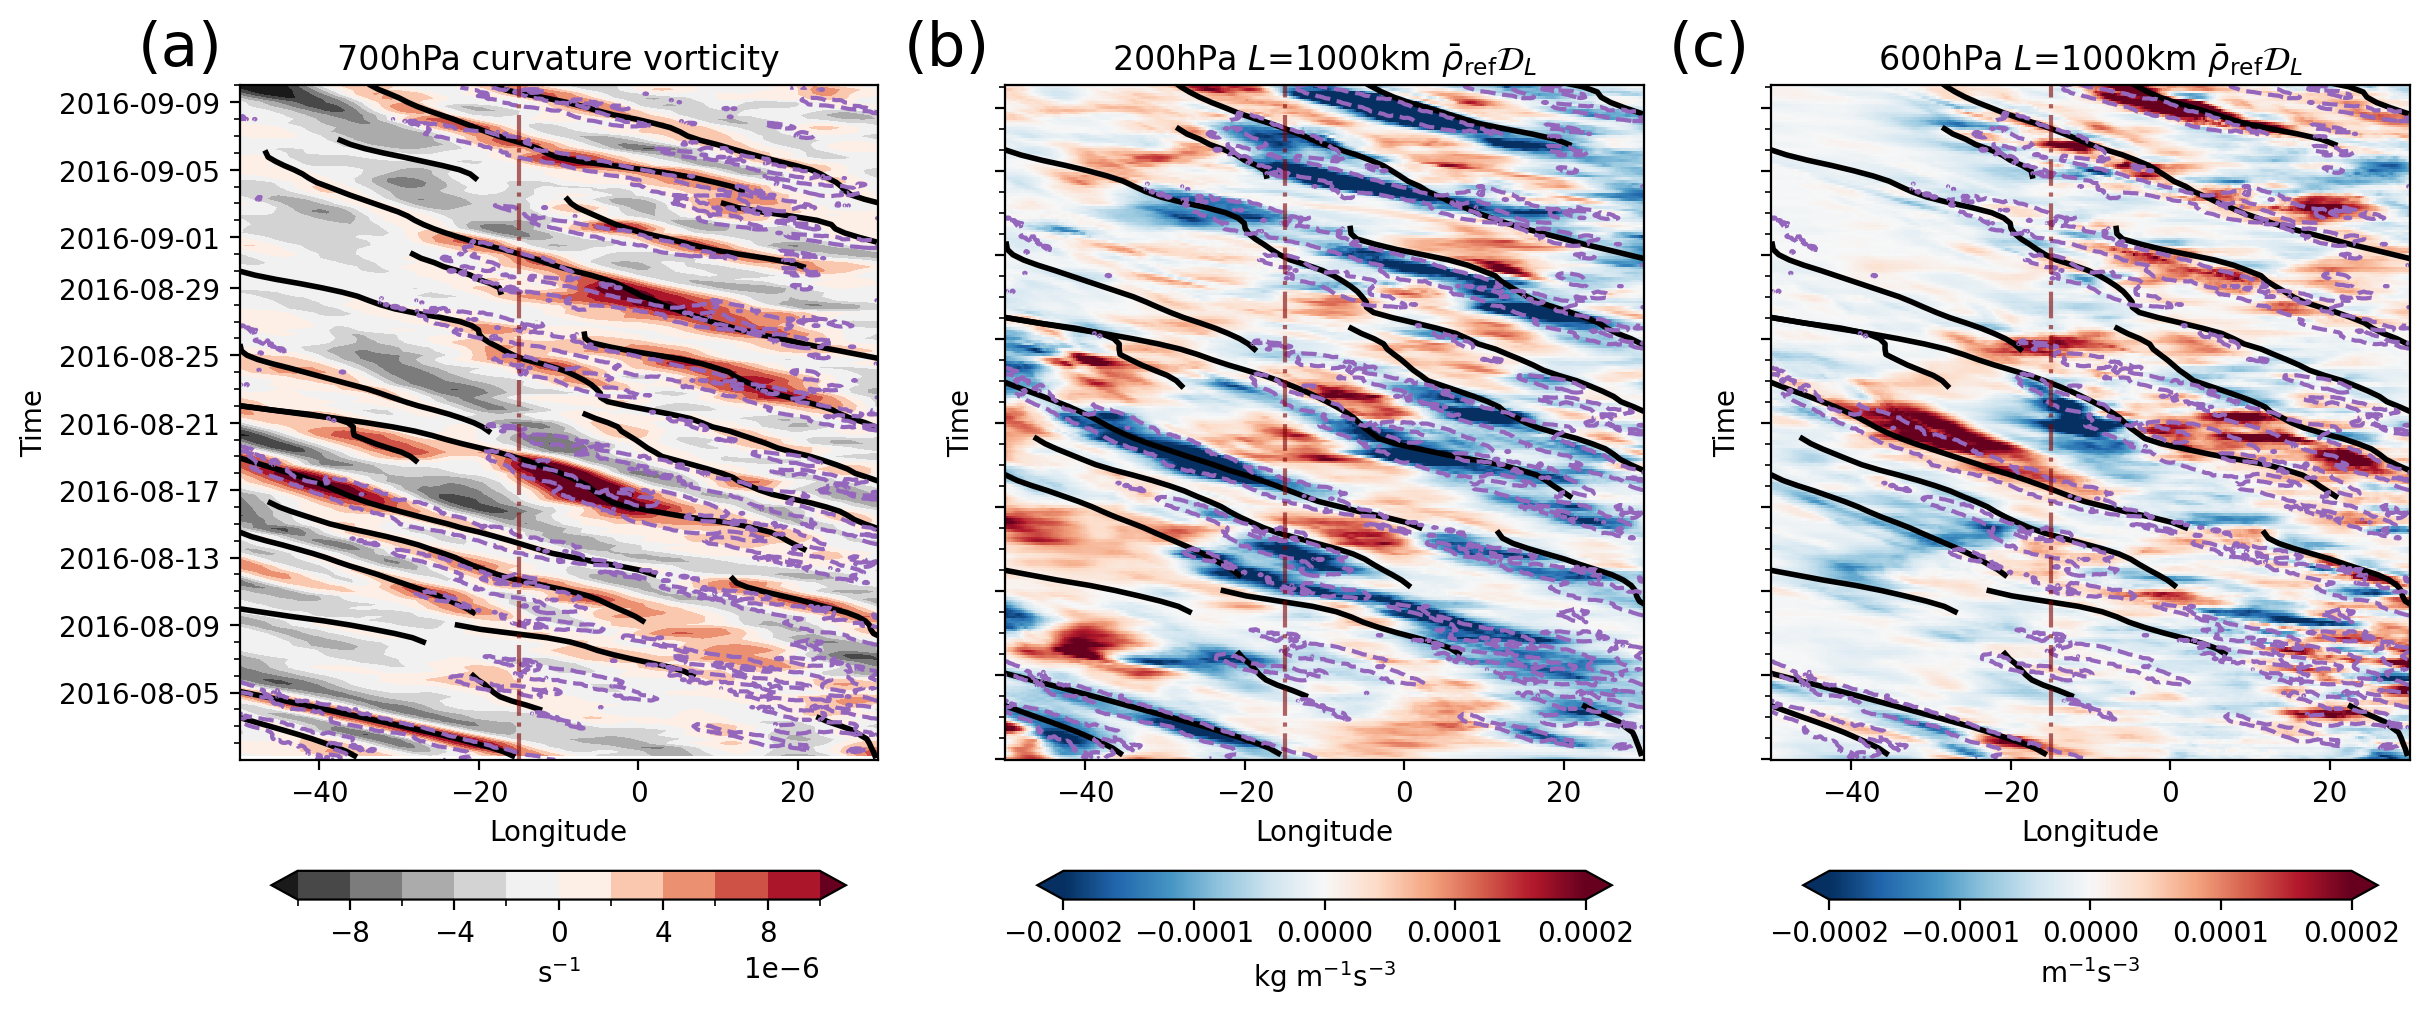 (a)
700hPa curvature vorticity
(b)
200hPa L=1000km ρ̄ref𝒟L
(c)
600hPa L=1000km ρ̄ref𝒟L
Time
2016-09-09
2016-09-05
2016-09-01
2016-08-29
2016-08-25
2016-08-21
2016-08-17
2016-08-13
2016-08-09
2016-08-05
−40 −20 0 20
Longitude
−8 −4 0 4 8
s⁻¹
1e−6
Time
−40 −20 0 20
Longitude
−0.0002 −0.0001 0.0000 0.0001 0.0002
kg m⁻¹s⁻³
Time
−40 −20 0 20
Longitude
−0.0002 −0.0001 0.0000 0.0001 0.0002
m⁻¹s⁻³